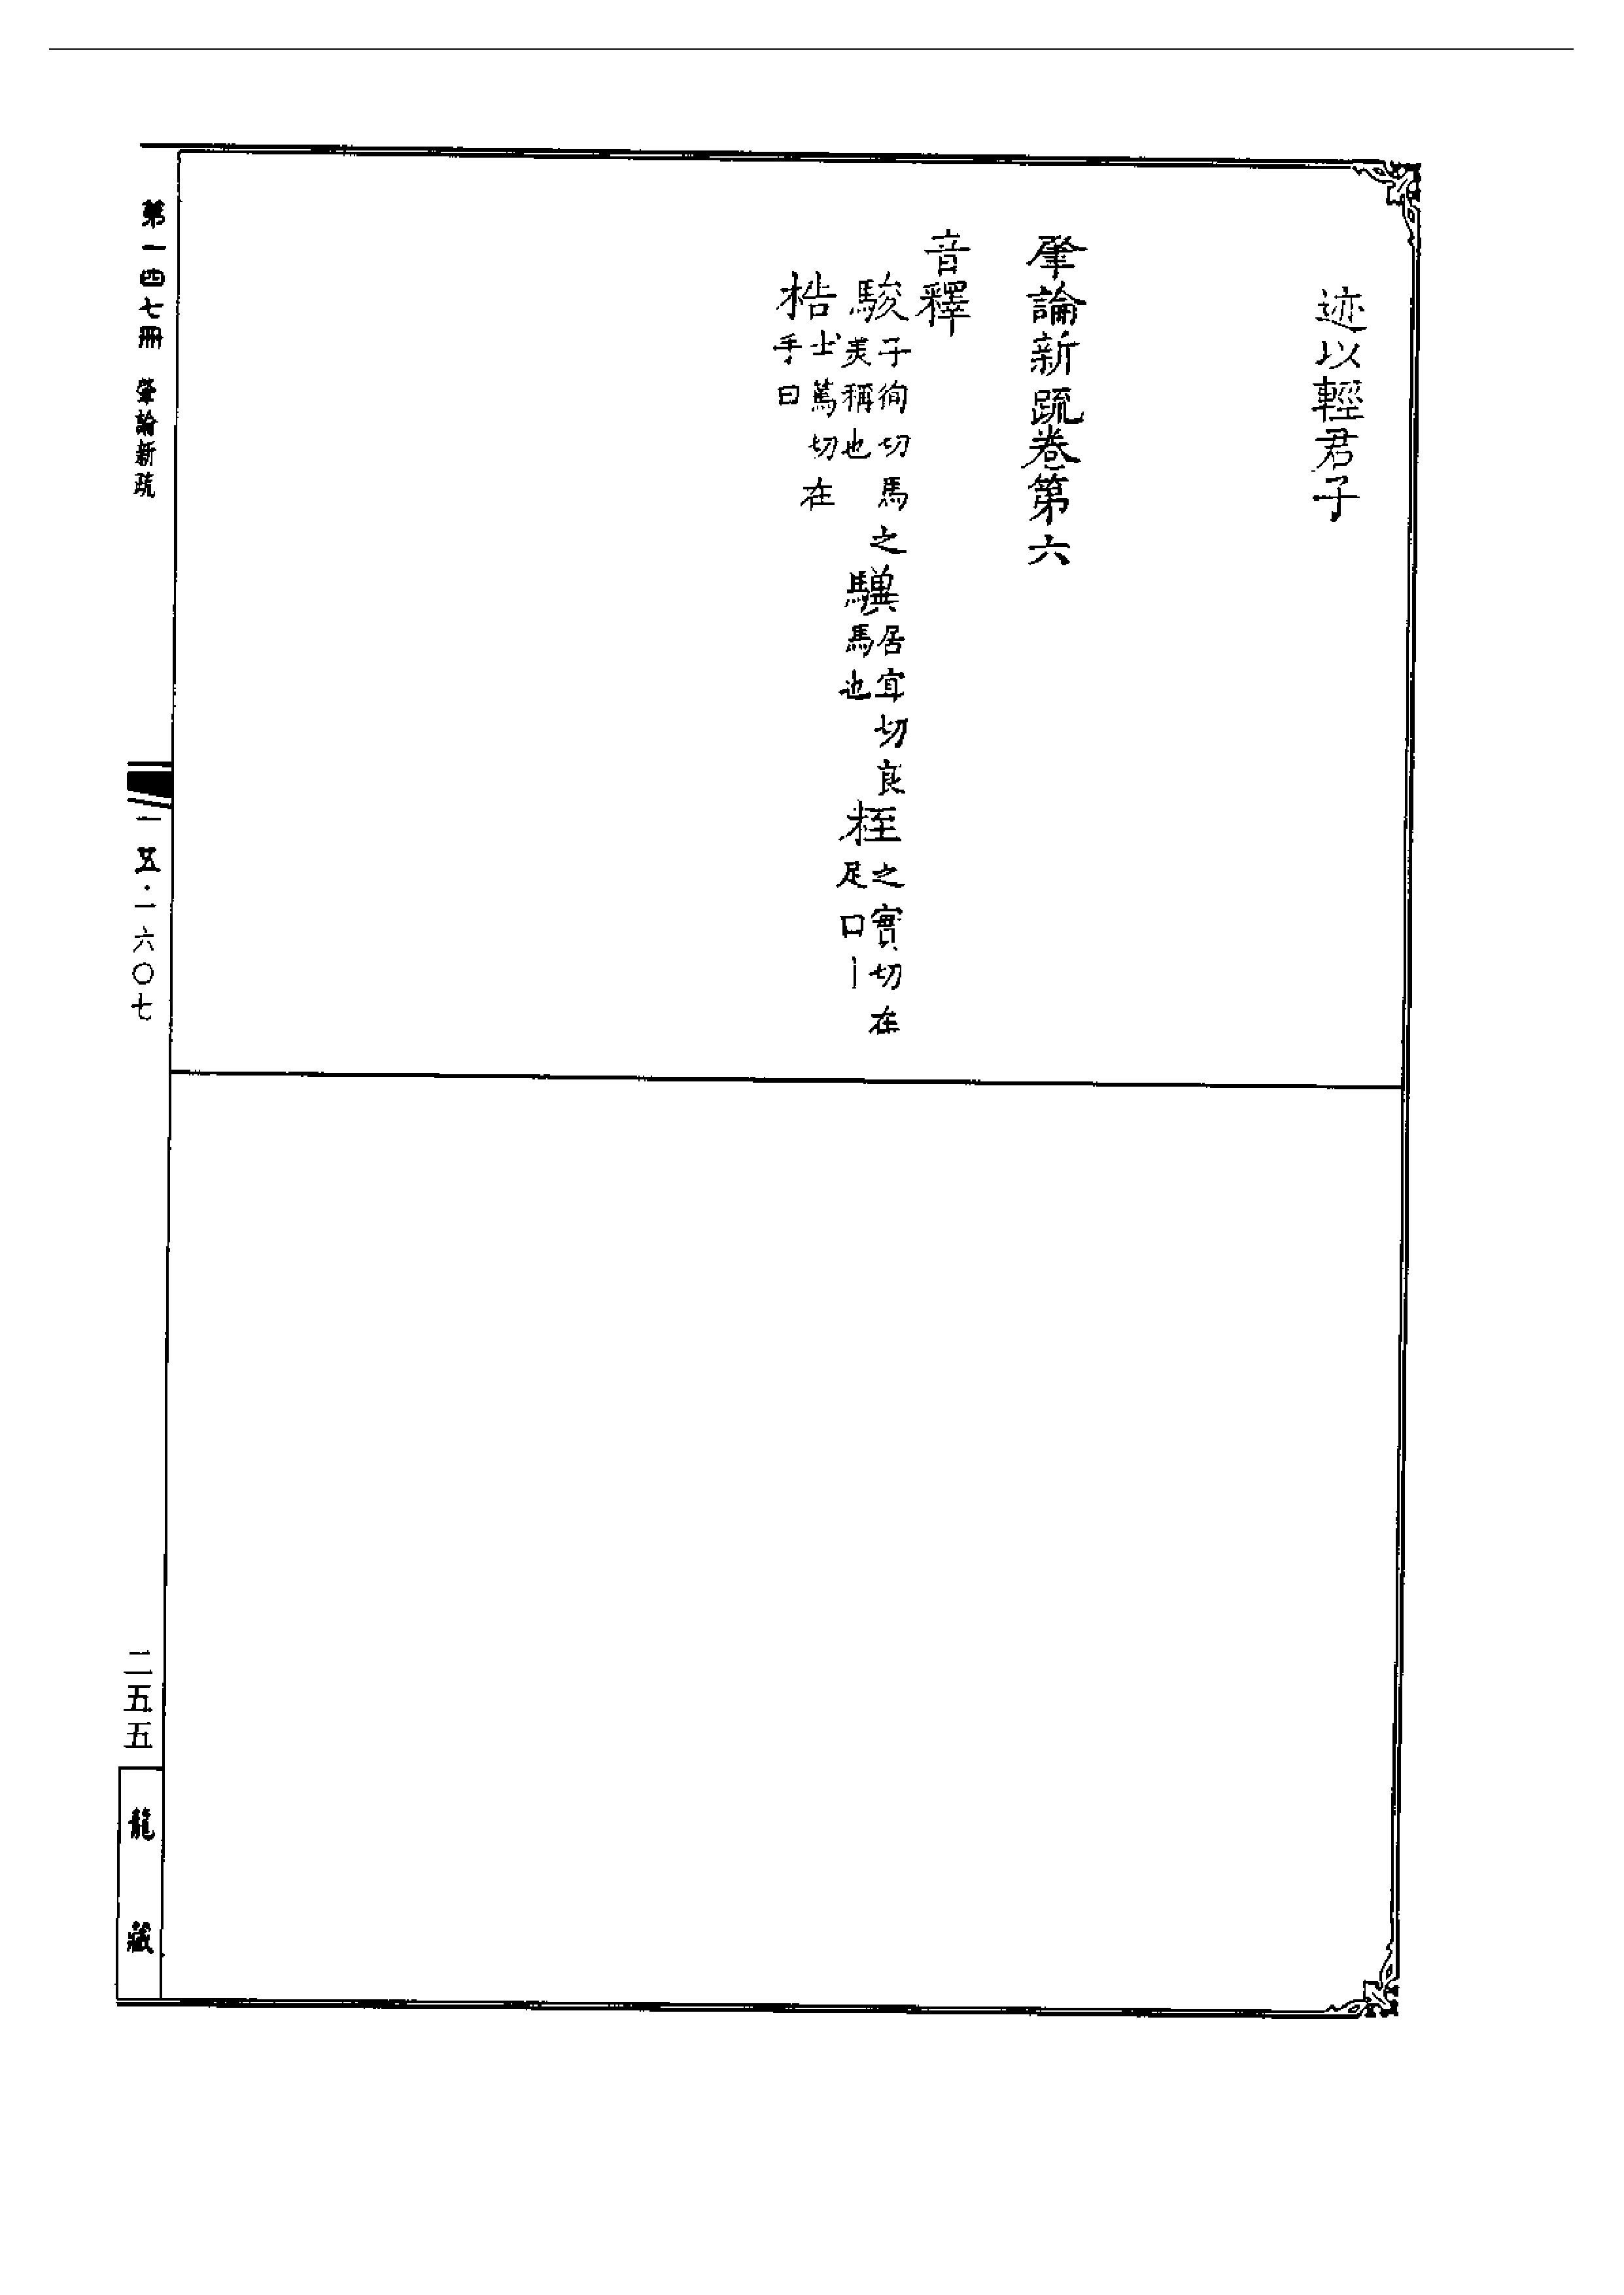 迹以輕君子
肇論新疏卷第六
音釋
駿子徇切馬之美稱也 驥居宜切良馬也 桎之實切在足口丨
梏士篤切在手曰
第一四七冊 肇論新疏
一五·一六〇七
二五五
龍藏